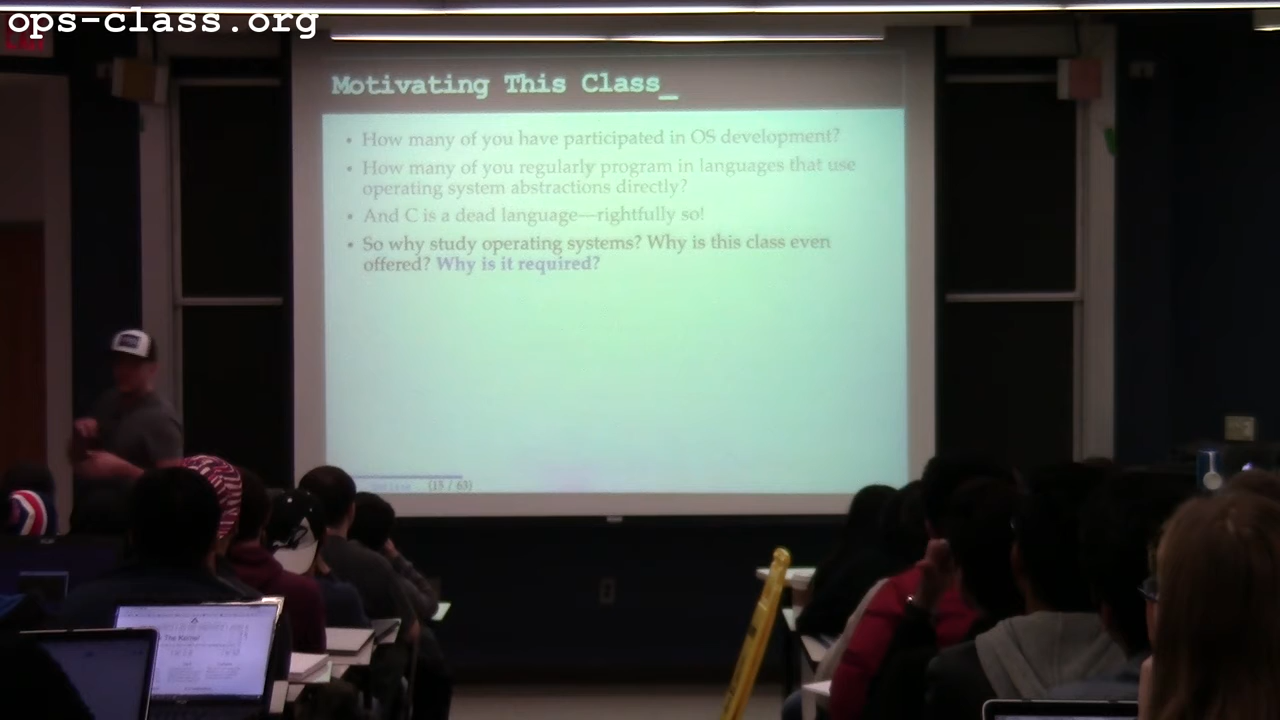 ops-class.org
Motivating This Class_
• How many of you have participated in OS development?
• How many of you regularly program in languages that use
operating system abstractions directly?
• And C is a dead language—rightfully so!
• So why study operating systems? Why is this class even
offered? Why is it required?
(15 / 63)
The Kernel